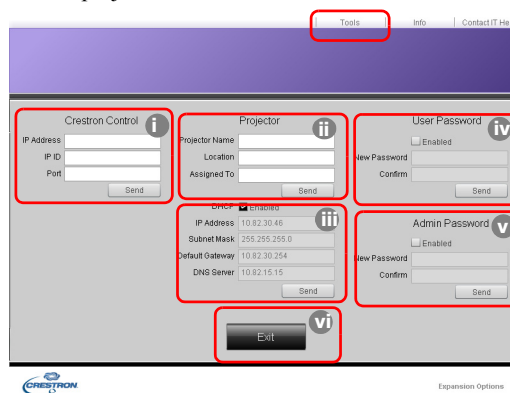 Tools Info Contact IT He
Crestron Control i
IP Address
IP ID
Port
Send
Projector ii
Projector Name
Location
Assigned To
Send
DHCP Enabled iii
IP Address 10.82.30.46
Subnet Mask 255.255.255.0
Default Gateway 10.82.30.254
DNS Server 10.82.15.15
Send
User Password iv
Enabled
New Password
Confirm
Send
Admin Password v
Enabled
New Password
Confirm
Send
Exit vi
CRESTRON
Expansion Options